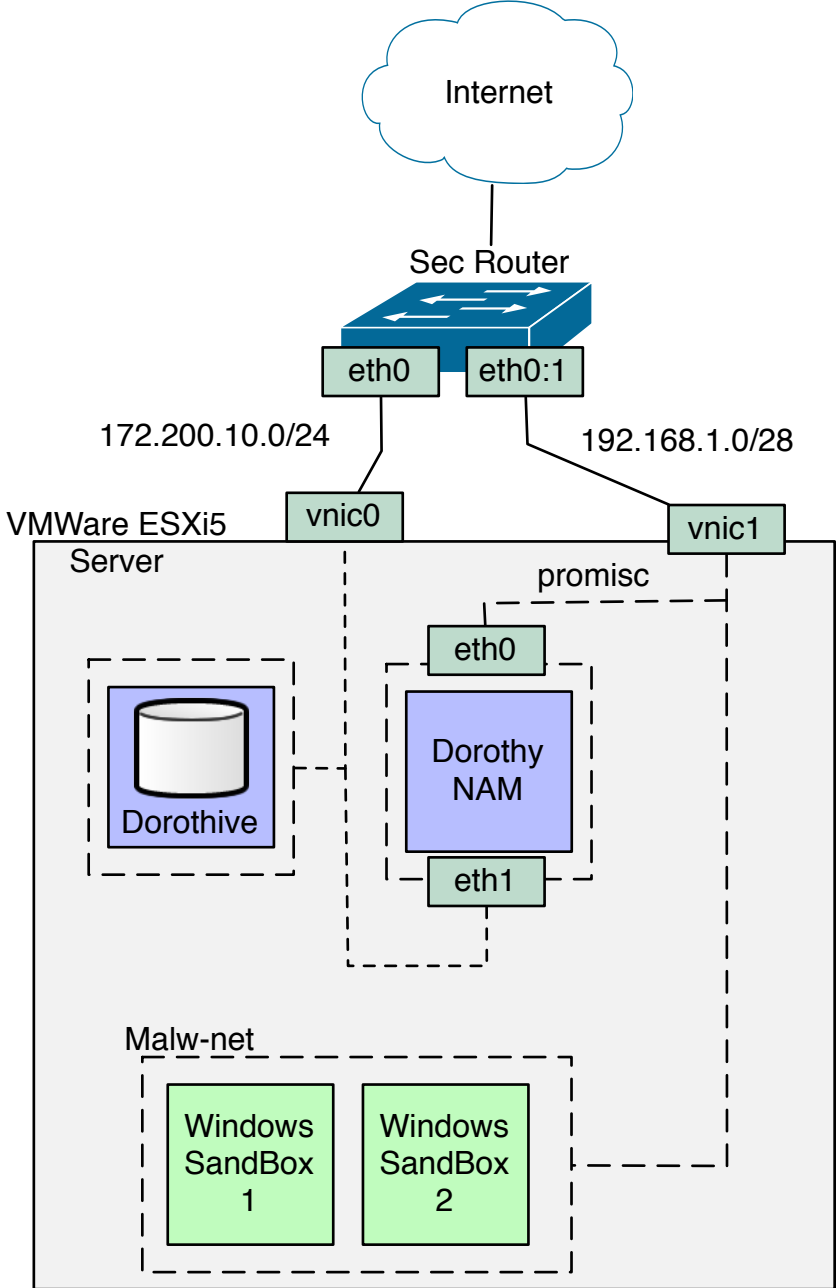 Internet
Sec Router
eth0
eth0:1
172.200.10.0/24
192.168.1.0/28
vnic0
vnic1
VMWare ESXi5
Server
promisc
eth0
Dorothy
NAM
Dorothive
eth1
Malw-net
Windows
SandBox
1
Windows
SandBox
2